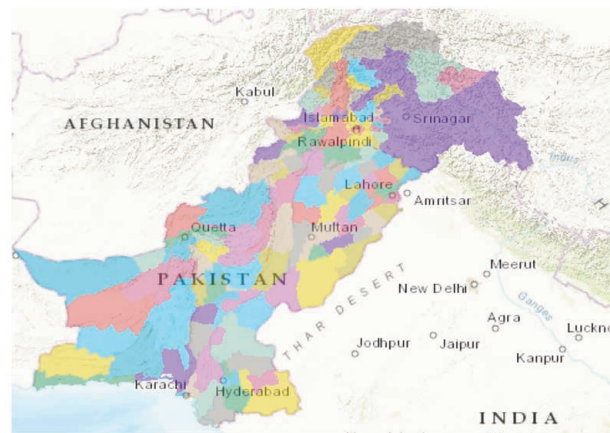 Kabul
AFGHANISTAN
Islamabad
Srinagar
Rawalpindi
Indus
Lahore
Amritsar
Quetta
Multan
PAKISTAN
THAR DESERT
Meerut
New Delhi
Ganges
Agra
Luckn
Jodhpur
Jaipur
Kanpur
Karachi
Hyderabad
INDIA